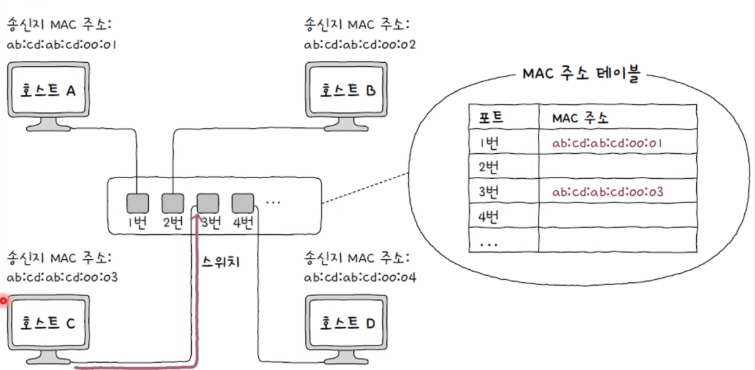 송신지 MAC 주소:
ab:cd:ab:cd:00:01
호스트 A
송신지 MAC 주소:
ab:cd:ab:cd:00:02
호스트 B
MAC 주소 테이블
포트 MAC 주소
1번 ab:cd:ab:cd:00:01
2번
3번 ab:cd:ab:cd:00:03
4번
...
...
1번 2번 3번 4번
스위치
송신지 MAC 주소:
ab:cd:ab:cd:00:03
호스트 C
송신지 MAC 주소:
ab:cd:ab:cd:00:04
호스트 D